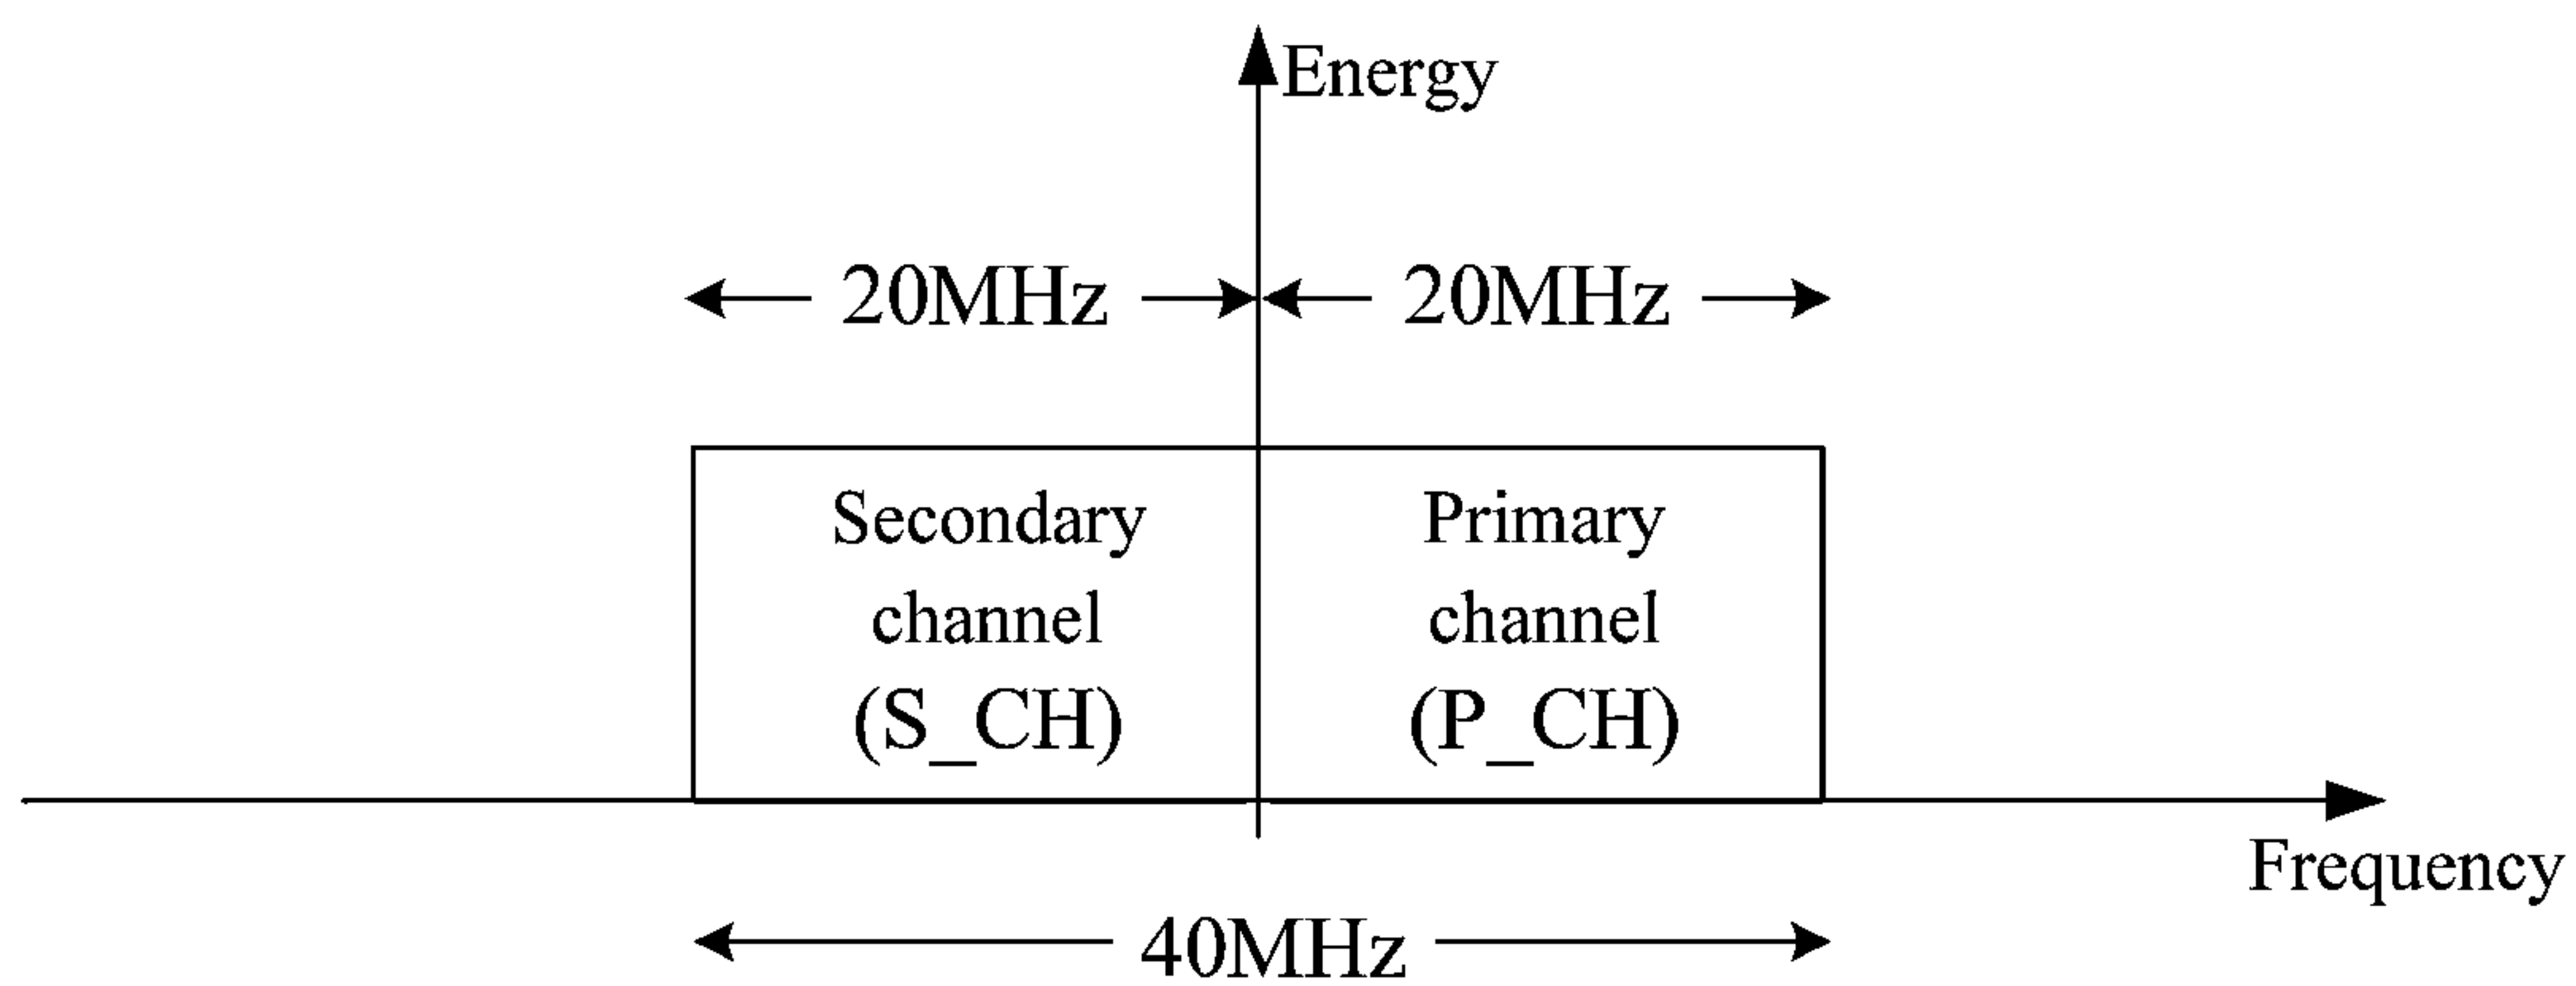 Energy
20MHz 20MHz
Secondary
channel
(S_CH)
Primary
channel
(P_CH)
Frequency
40MHz